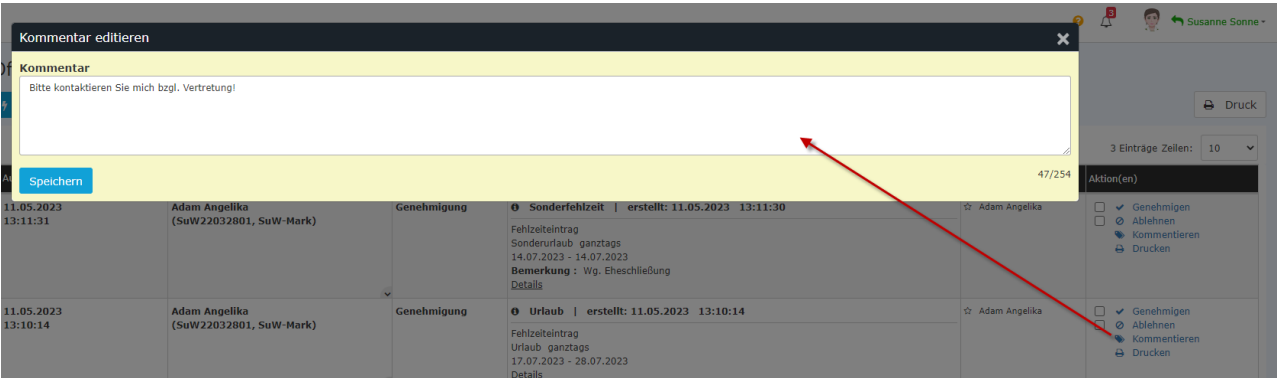 3
Susanne Sonne
Kommentar editieren
Kommentar
Bitte kontaktieren Sie mich bzgl. Vertretung!
47/254
Speichern
Druck
3 Einträge Zeilen: 10
Aktion(en)
11.05.2023
13:11:31
Adam Angelika
(SuW22032801, SuW-Mark)
Genehmigung
Sonderfehlzeit | erstellt: 11.05.2023 13:11:30
Fehlzeiteintrag
Sonderurlaub ganztags
14.07.2023 - 14.07.2023
Bemerkung : Wg. Eheschließung
Details
Adam Angelika
Genehmigen
Ablehnen
Kommentieren
Drucken
11.05.2023
13:10:14
Adam Angelika
(SuW22032801, SuW-Mark)
Genehmigung
Urlaub | erstellt: 11.05.2023 13:10:14
Fehlzeiteintrag
Urlaub ganztags
17.07.2023 - 28.07.2023
Details
Adam Angelika
Genehmigen
Ablehnen
Kommentieren
Drucken